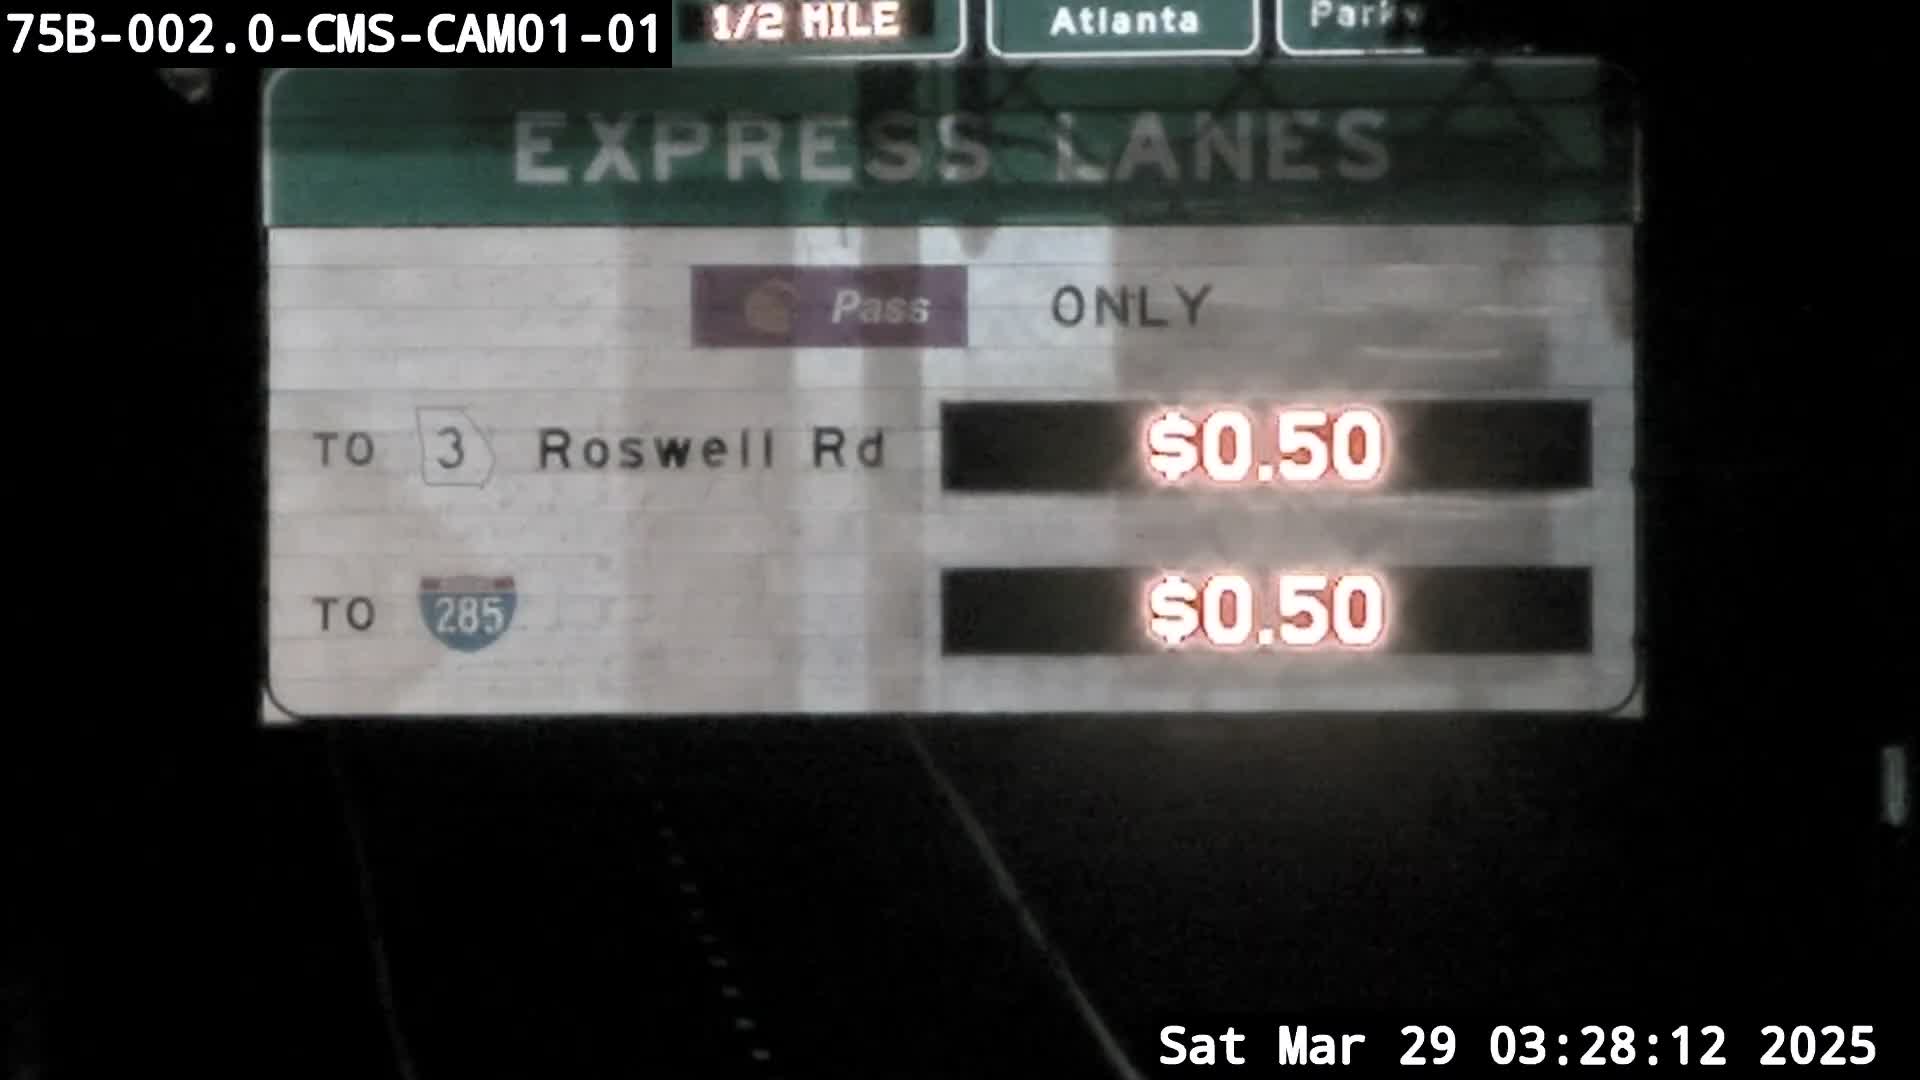 75B-002.0-CMS-CAM01-01
1/2 MILE
Atlanta
EXPRESS LANES
Pass ONLY
TO 3 Roswell Rd $0.50
TO 285 $0.50
Sat Mar 29 03:28:12 2025